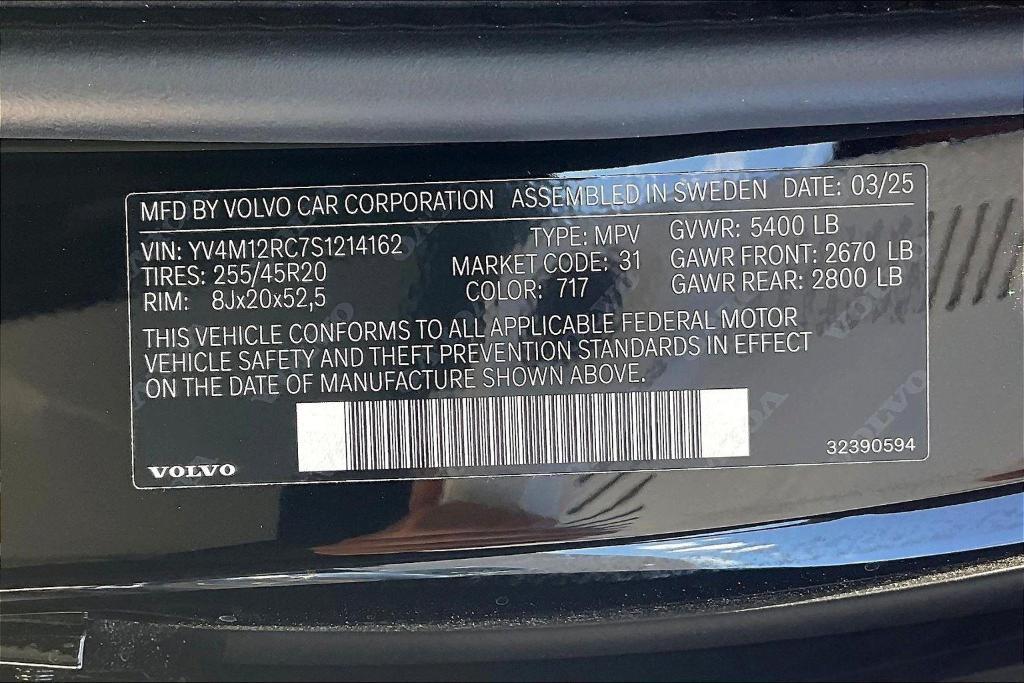 MFD BY VOLVO CAR CORPORATION ASSEMBLED IN SWEDEN DATE: 03/25
VIN: YV4M12RC7S1214162 TYPE: MPV GVWR: 5400 LB
TIRES: 255/45R20 MARKET CODE: 31 GAWR FRONT: 2670 LB
RIM: 8Jx20x52,5 COLOR: 717 GAWR REAR: 2800 LB
THIS VEHICLE CONFORMS TO ALL APPLICABLE FEDERAL MOTOR
VEHICLE SAFETY AND THEFT PREVENTION STANDARDS IN EFFECT
ON THE DATE OF MANUFACTURE SHOWN ABOVE.
VOLVO 32390594